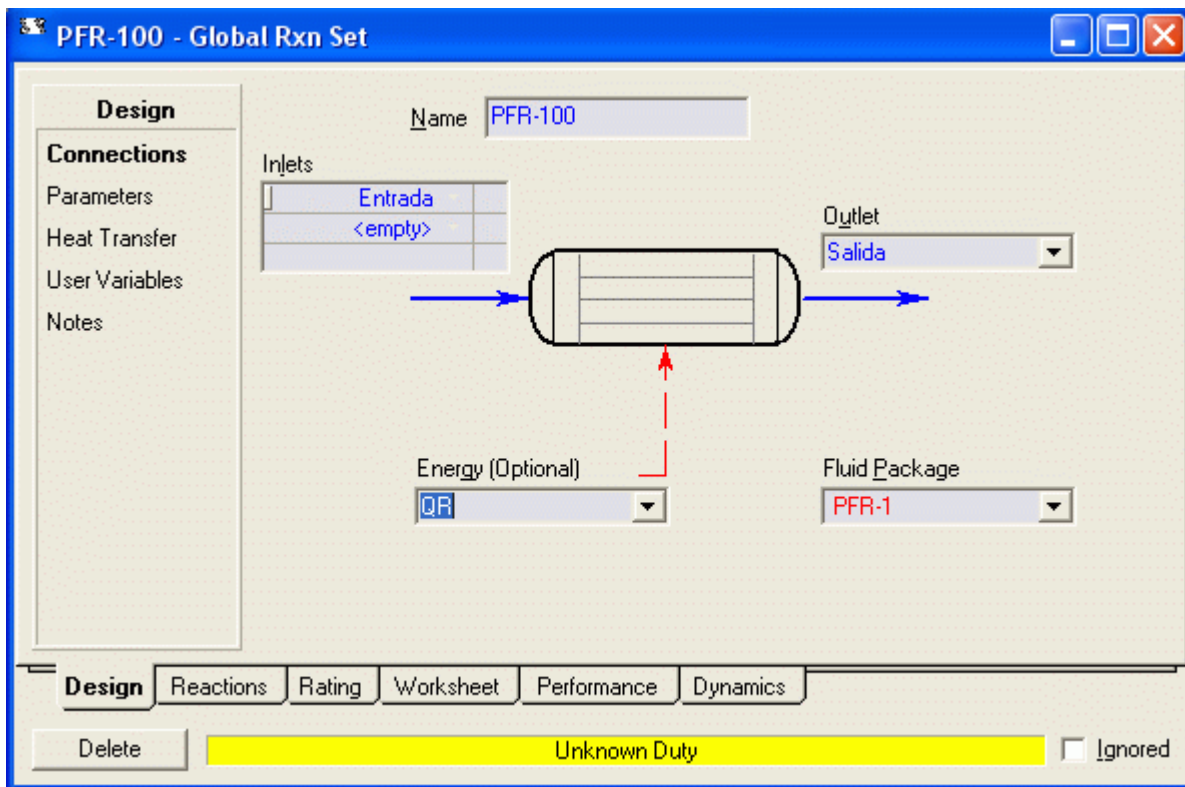 PFR-100 - Global Rxn Set
Design
Connections
Parameters
Heat Transfer
User Variables
Notes
Name PFR-100
Inlets
Entrada
<empty>
Outlet
Salida
Energy (Optional)
QR
Fluid Package
PFR-1
Design Reactions Rating Worksheet Performance Dynamics
Delete Unknown Duty Ignored